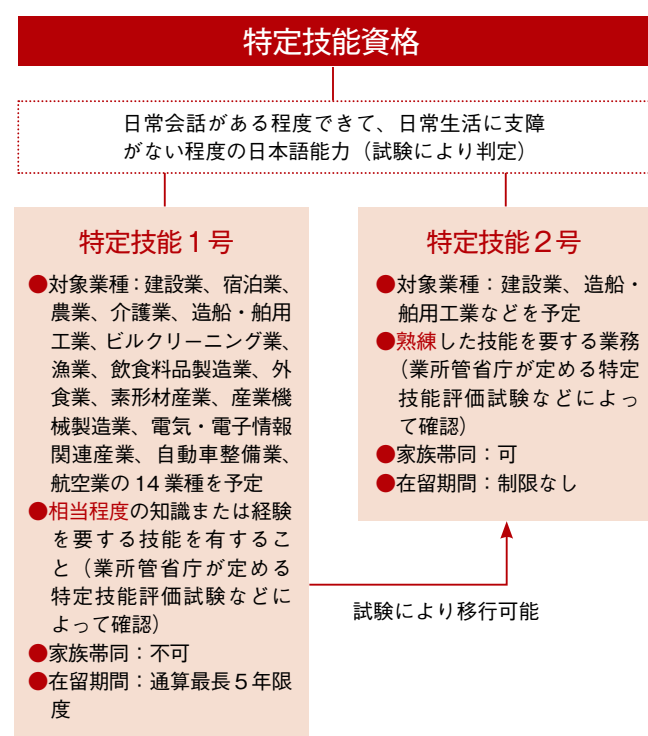 特定技能資格
日常会話がある程度できて、日常生活に支障
がない程度の日本語能力（試験により判定）
特定技能１号
●対象業種：建設業、宿泊業、
農業、介護業、造船・舶用
工業、ビルクリーニング業、
漁業、飲食料品製造業、外
食業、素形材産業、産業機
械製造業、電気・電子情報
関連産業、自動車整備業、
航空業の 14 業種を予定
●相当程度の知識または経験
を要する技能を有するこ
と（業所管省庁が定める
特定技能評価試験などに
よって確認）
●家族帯同：不可
●在留期間：通算最長５年限
度
特定技能２号
●対象業種：建設業、造船・
舶用工業などを予定
●熟練した技能を要する業務
（業所管省庁が定める特定
技能評価試験などによっ
て確認）
●家族帯同：可
●在留期間：制限なし
試験により移行可能